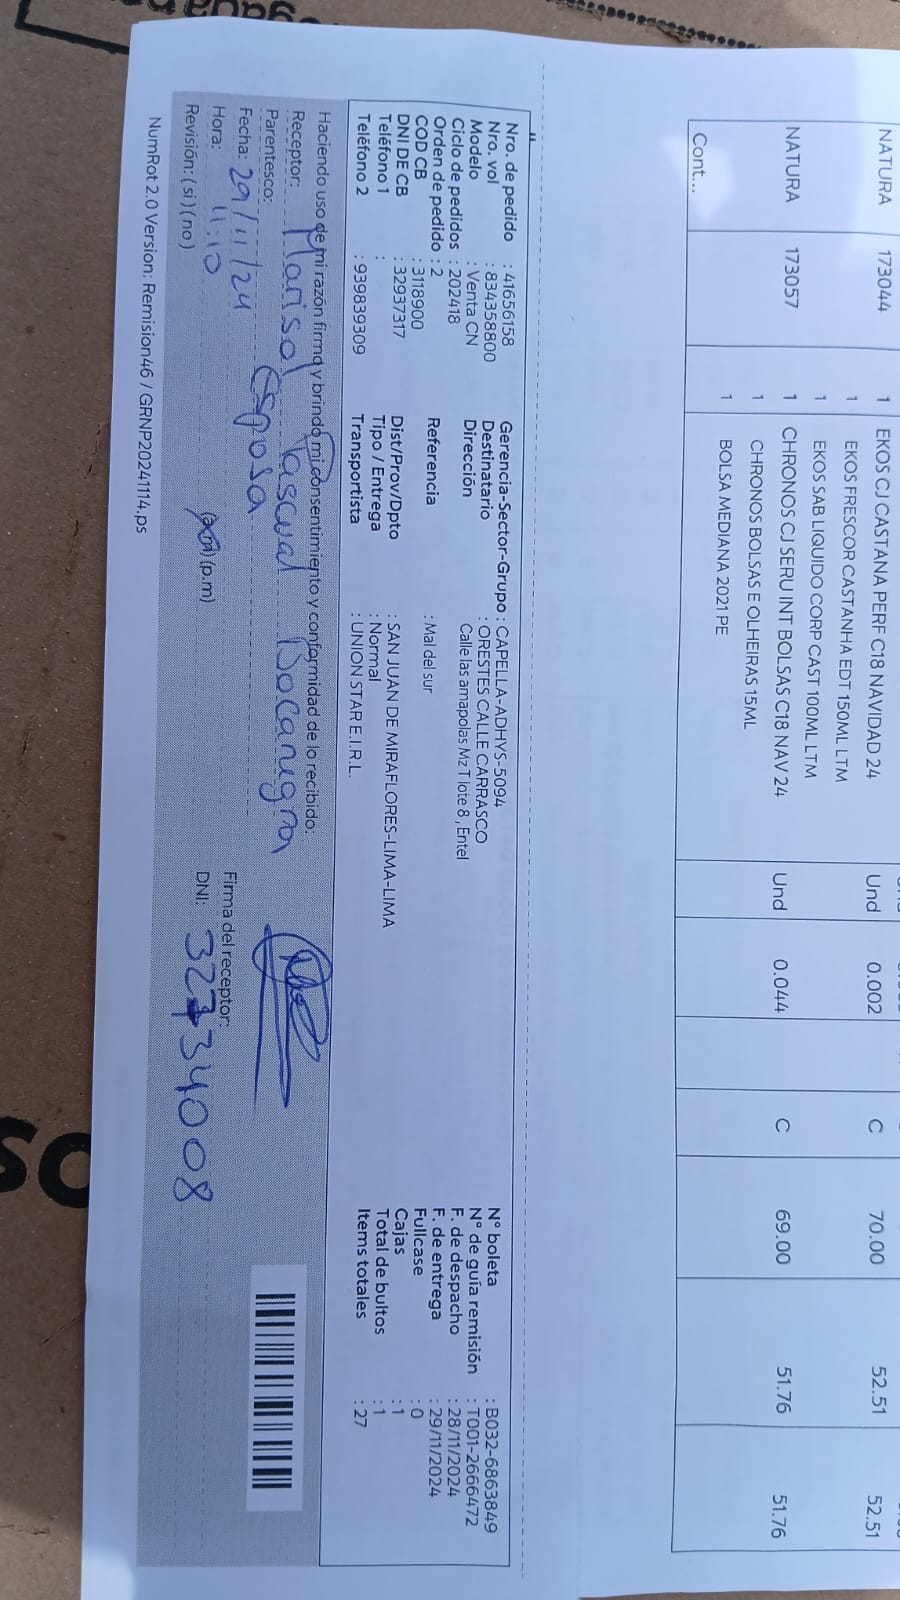 NATURA 173044 1 EKOS CJ CASTANA PERF C18 NAVIDAD 24 Und 0.002 C 70.00 52.51 52.51
1 EKOS FRESCOR CASTANHA EDT 150ML LTM
1 EKOS SAB LIQUIDO CORP CAST 100ML LTM
NATURA 173057 1 CHRONOS CJ SERU INT BOLSAS C18 NAV 24 Und 0.044 C 69.00 51.76 51.76
1 CHRONOS BOLSAS E OLHEIRAS 15ML
1 BOLSA MEDIANA 2021 PE
Cont...
Nro. de pedido : 41656158 Gerencia-Sector-Grupo : CAPELLA-ADHYS-5094 N° boleta : B032-6863849
Nro. vol : 834358800 Destinatario : ORESTES CALLE CARRASCO N° de guía remisión : T001-2666472
Modelo : Venta CN Dirección Calle las amapolas Mz T lote 8 , Entel F. de despacho : 28/11/2024
Ciclo de pedidos : 202418 F. de entrega : 29/11/2024
Orden de pedido : 2 Referencia : Mal del sur Fullcase : 0
COD CB : 3118900 Cajas : 1
DNI DE CB : 32937317 Dist/Prov/Dpto : SAN JUAN DE MIRAFLORES-LIMA-LIMA Total de bultos : 1
Teléfono 1 : Tipo / Entrega : Normal Items totales : 27
Teléfono 2 : 939839309 Transportista : UNION STAR E.I.R.L.
Haciendo uso de mi razón firma y brindo mi consentimiento y conformidad de lo recibido:
Receptor: Marisol Pascual Bocanegra
Parentesco: Esposa
Firma del receptor:
Fecha: 29/11/24
DNI: 32734008
Hora: 11:10 (a.m) (p.m)
Revisión: ( si ) ( no )
NumRot 2.0 Version: Remision46 / GRNP20241114.ps